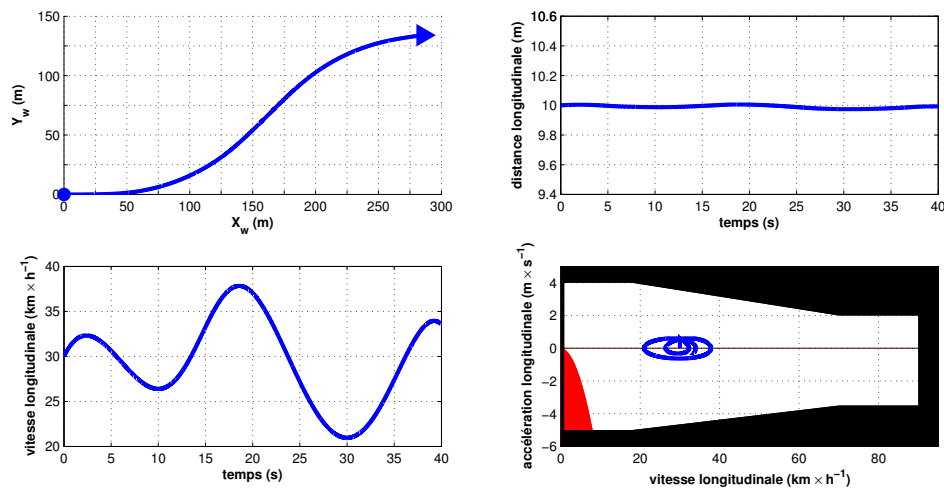 150
100
50
0
Y_w (m)
0 50 100 150 200 250 300
X_w (m)
10.6
10.4
10.2
10
9.8
9.6
9.4
distance longitudinale (m)
0 5 10 15 20 25 30 35 40
temps (s)
40
35
30
25
20
vitesse longitudinale (km × h⁻¹)
0 5 10 15 20 25 30 35 40
temps (s)
4
2
0
−2
−4
−6
accélération longitudinale (m × s⁻¹)
0 20 40 60 80
vitesse longitudinale (km × h⁻¹)